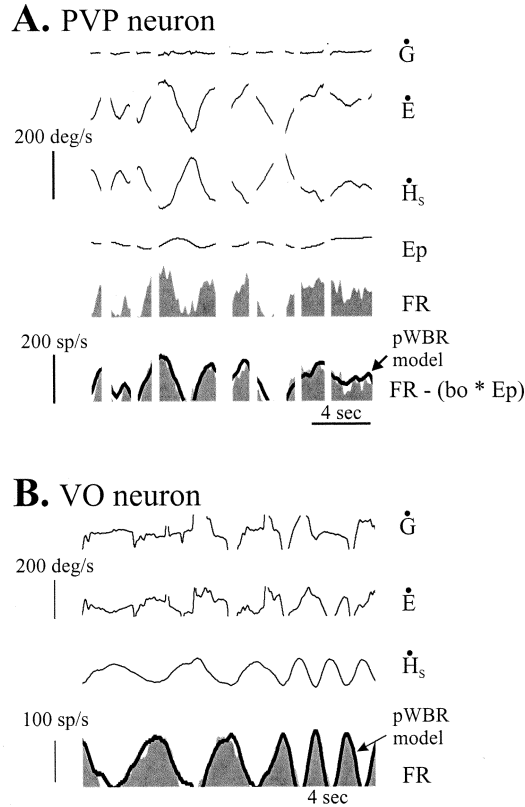 A. PVP neuron
Ġ
Ė
200 deg/s
Ḣs
Ep
FR
200 sp/s
pWBR
model
FR - (bo * Ep)
4 sec
B. VO neuron
Ġ
200 deg/s
Ė
Ḣs
100 sp/s
pWBR
model
FR
4 sec